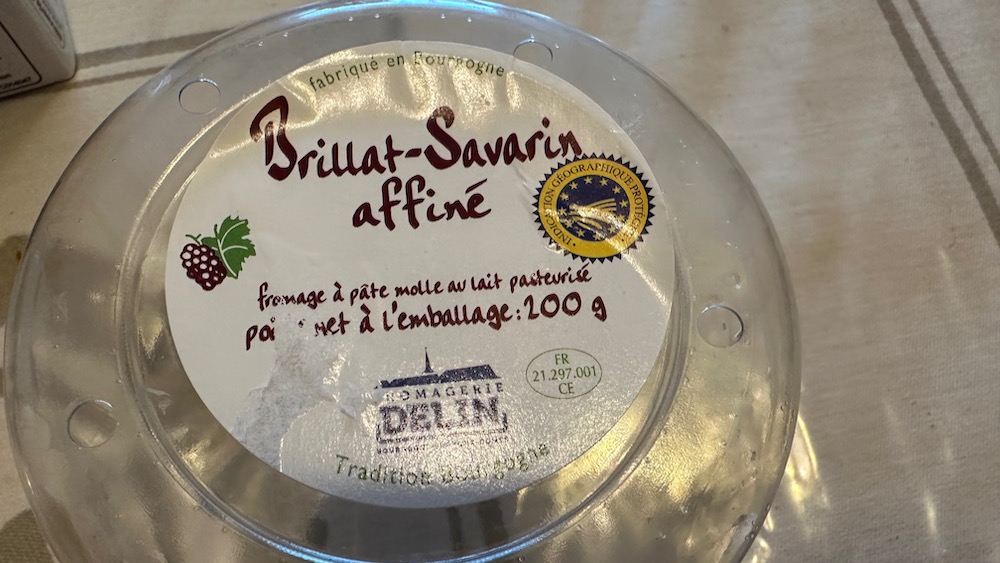 fabriqué en Bourgogne
Brillat-Savarin
affiné
INDICATION GÉOGRAPHIQUE PROTÉGÉE
fromage à pâte molle au lait pasteurisé
net à l'emballage: 200 g
FROMAGERIE
DELIN
FR
21.297.001
CE
Tradition Bourgogne